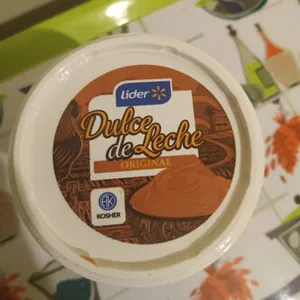 Lider
Dulce
de Leche
ORIGINAL
KOSHER